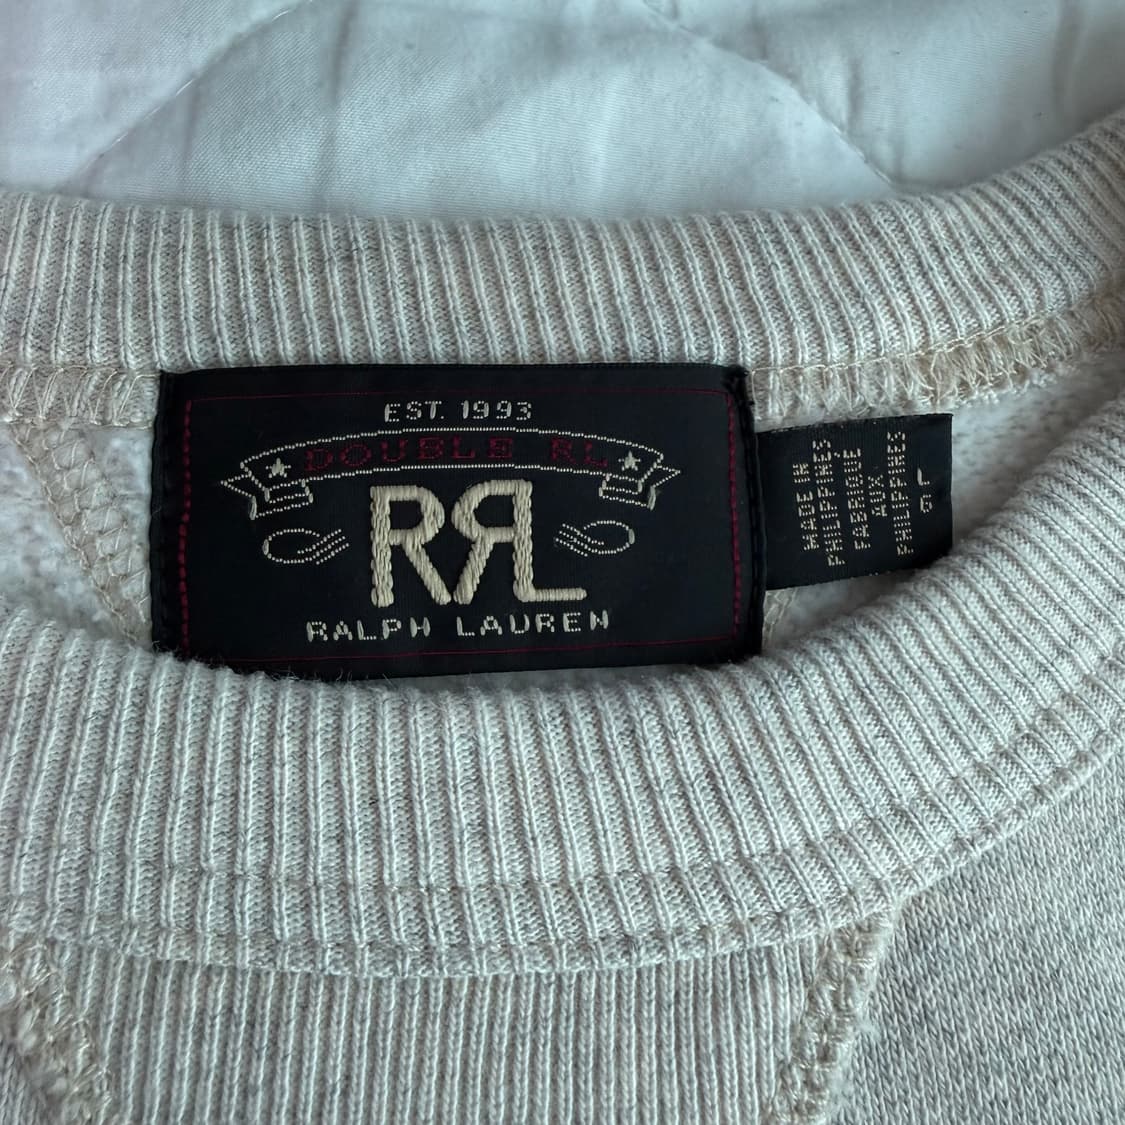 EST. 1993
DOUBLE RL
RRL
RALPH LAUREN
MADE IN
PHILIPPINES
FABRIQUE
AUX
PHILIPPINES